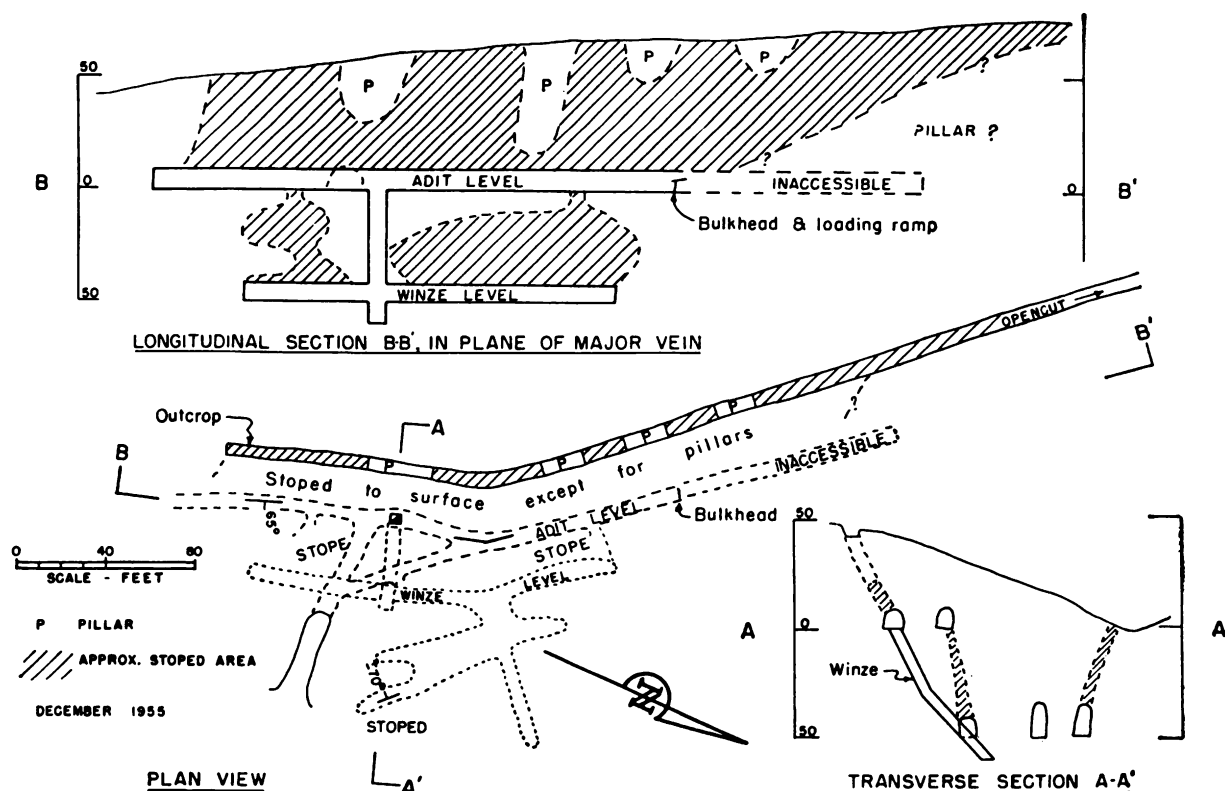 P
P
P
P
50
PILLAR ?
?
?
B
0
ADIT LEVEL
INACCESSIBLE
0
B'
Bulkhead & loading ramp
50
WINZE LEVEL
LONGITUDINAL SECTION B-B', IN PLANE OF MAJOR VEIN
OPENCUT
B'
Outcrop
A
B
P
P
P
P
?
Stoped to surface except for pillars
INACCESSIBLE
65°
ADIT LEVEL
Bulkhead
STOPE
STOPE
0 40 80
SCALE - FEET
WINZE
LEVEL
P PILLAR
APPROX. STOPED AREA
70°
DECEMBER 1955
STOPED
N
PLAN VIEW
A'
50
A
0
A
Winze
50
TRANSVERSE SECTION A-A'